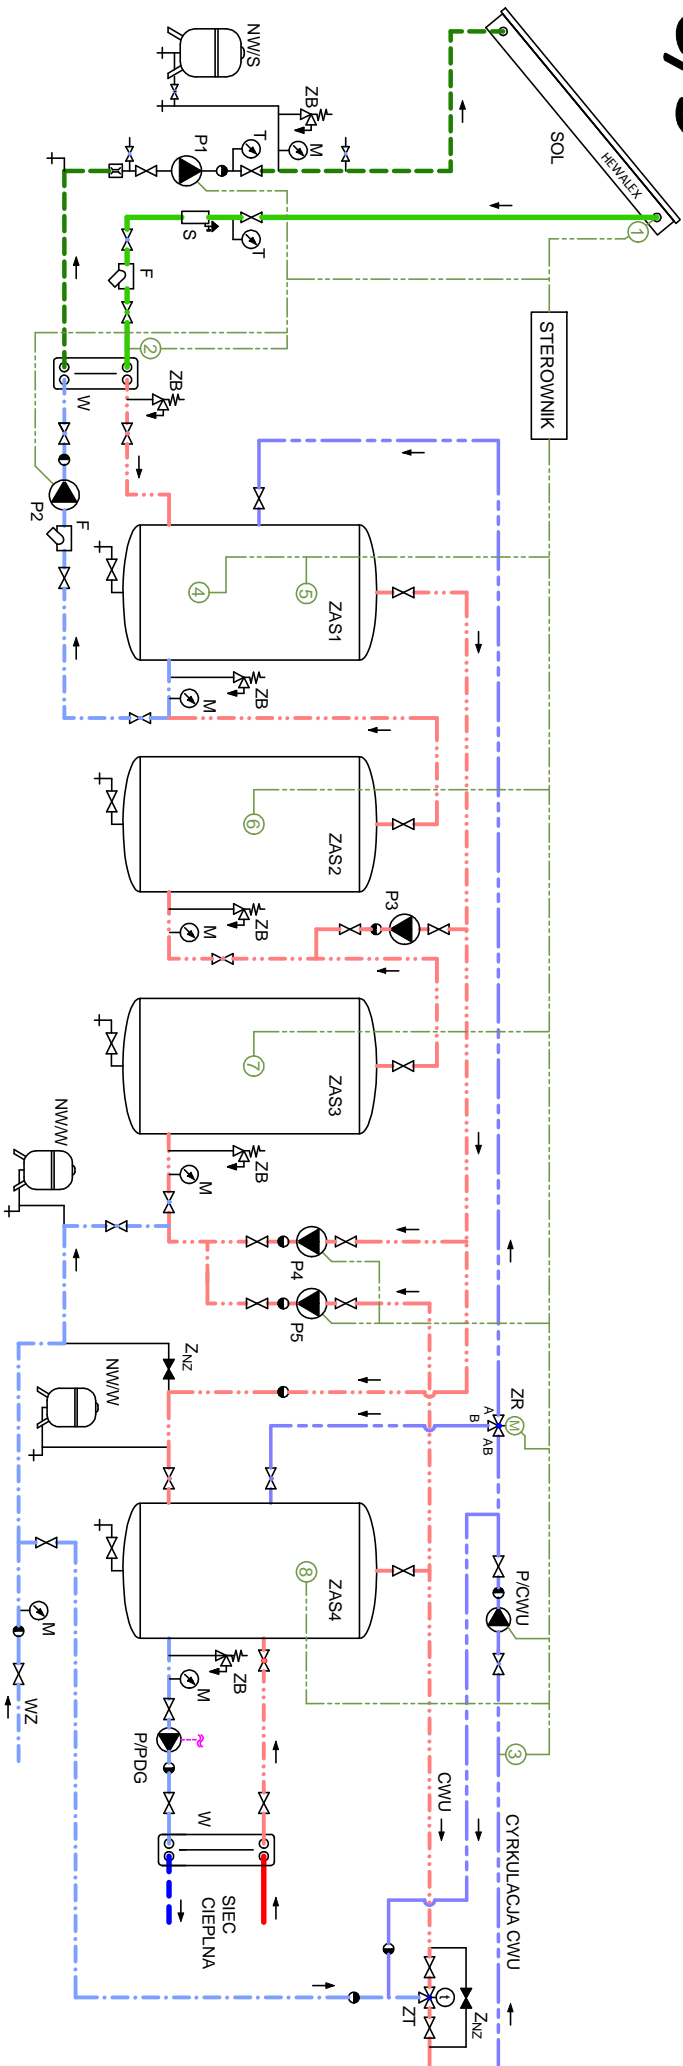 NW/S
ZB
P1
T
M
SOL
HEWALEX
1
S
T
F
2
STEROWNIK
W
ZB
P2
F
4
5
ZAS1
ZB
M
6
ZAS2
P3
ZB
M
7
ZAS3
NW/W
ZB
M
P4
P5
ZNZ
NW/W
ZR
M
A
B
AB
8
ZAS4
P/CWU
M
WZ
ZB
M
P/PDG
3
CWU
W
SIEC
CIEPLNA
CYRKULACJA CWU
t
ZT
ZNZ